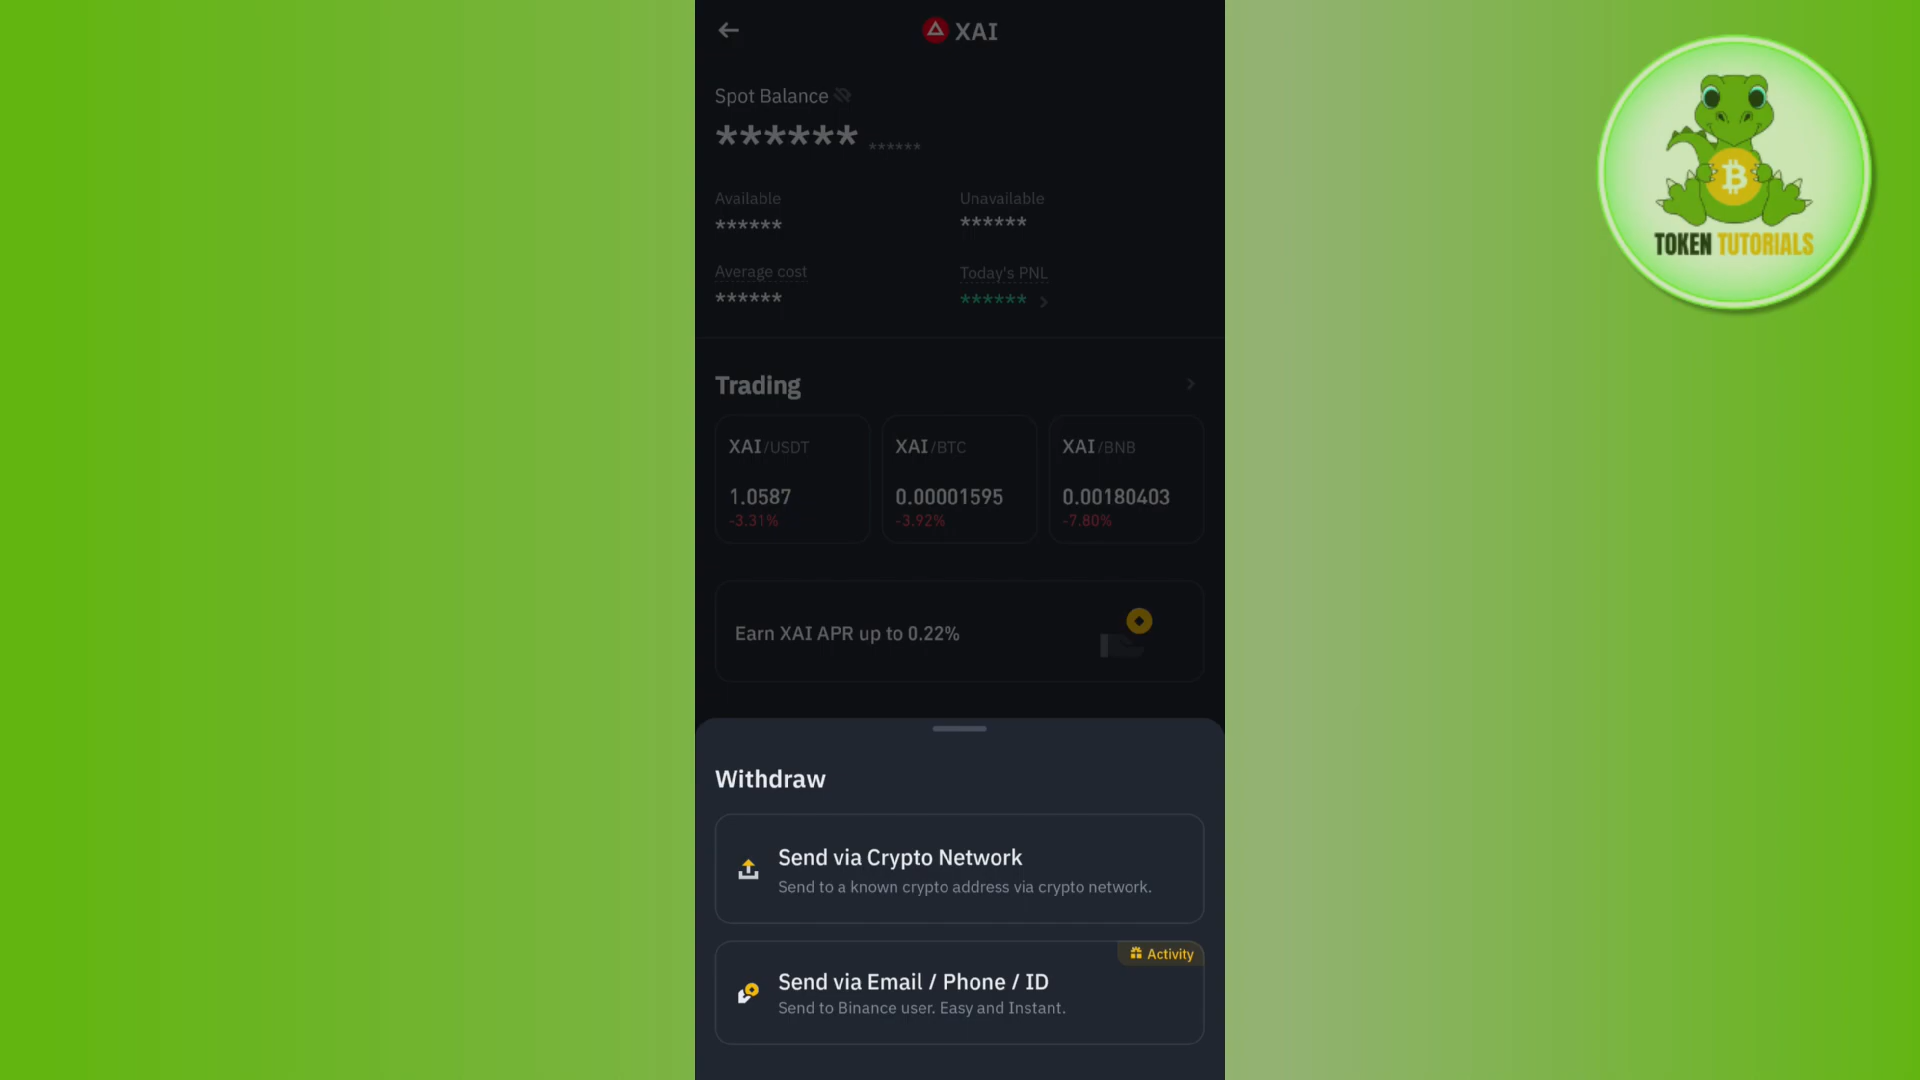 XAI
Spot Balance
****** ******
Available
******
Unavailable
******
Average cost
******
Today's PNL
******
Trading
XAI/USDT
1.0587
-3.31%
XAI/BTC
0.00001595
-3.92%
XAI/BNB
0.00180403
-7.80%
Earn XAI APR up to 0.22%
Withdraw
Send via Crypto Network
Send to a known crypto address via crypto network.
Activity
Send via Email / Phone / ID
Send to Binance user. Easy and Instant.
TOKEN TUTORIALS